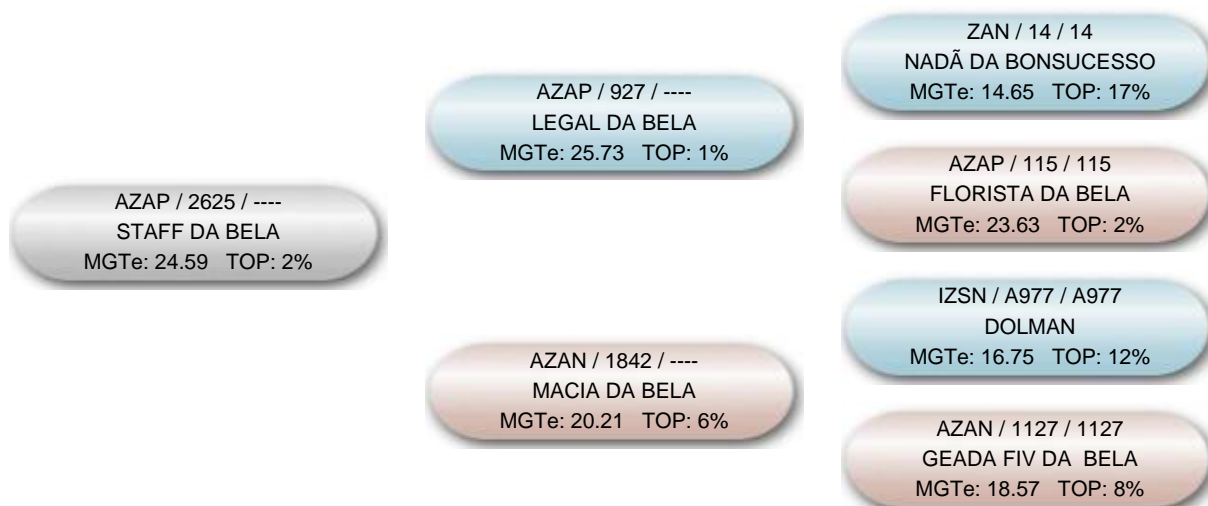 ZAN / 14 / 14
NADÃ DA BONSUCESSO
MGTe: 14.65 TOP: 17%
AZAP / 927 / ----
LEGAL DA BELA
MGTe: 25.73 TOP: 1%
AZAP / 115 / 115
FLORISTA DA BELA
MGTe: 23.63 TOP: 2%
AZAP / 2625 / ----
STAFF DA BELA
MGTe: 24.59 TOP: 2%
IZSN / A977 / A977
DOLMAN
MGTe: 16.75 TOP: 12%
AZAN / 1842 / ----
MACIA DA BELA
MGTe: 20.21 TOP: 6%
AZAN / 1127 / 1127
GEADA FIV DA BELA
MGTe: 18.57 TOP: 8%